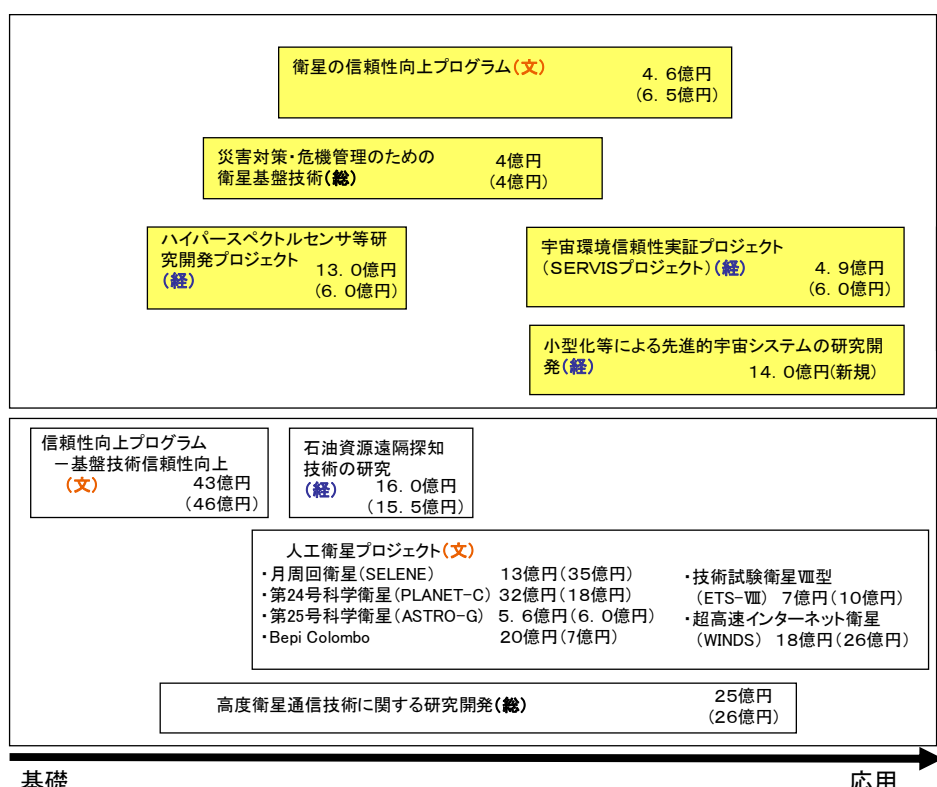 衛星の信頼性向上プログラム(文)
4．6億円
(6．5億円)
災害対策・危機管理のための
衛星基盤技術(総)
4億円
(4億円)
ハイパースペクトルセンサ等研
究開発プロジェクト
(経)
13．0億円
(6．0億円)
宇宙環境信頼性実証プロジェクト
(SERVISプロジェクト)(経)
4．9億円
(6．0億円)
小型化等による先進的宇宙システムの研究開
発(経)
14．0億円(新規)
信頼性向上プログラム
－基盤技術信頼性向上
(文)
43億円
(46億円)
石油資源遠隔探知
技術の研究
(経)
16．0億円
(15．5億円)
人工衛星プロジェクト(文)
・月周回衛星(SELENE) 13億円(35億円)
・第24号科学衛星(PLANET-C) 32億円(18億円)
・第25号科学衛星(ASTRO-G) 5．6億円(6．0億円)
・Bepi Colombo 20億円(7億円)
・技術試験衛星Ⅷ型
(ETS-Ⅷ) 7億円(10億円)
・超高速インターネット衛星
(WINDS) 18億円(26億円)
高度衛星通信技術に関する研究開発(総)
25億円
(26億円)
基礎
応用